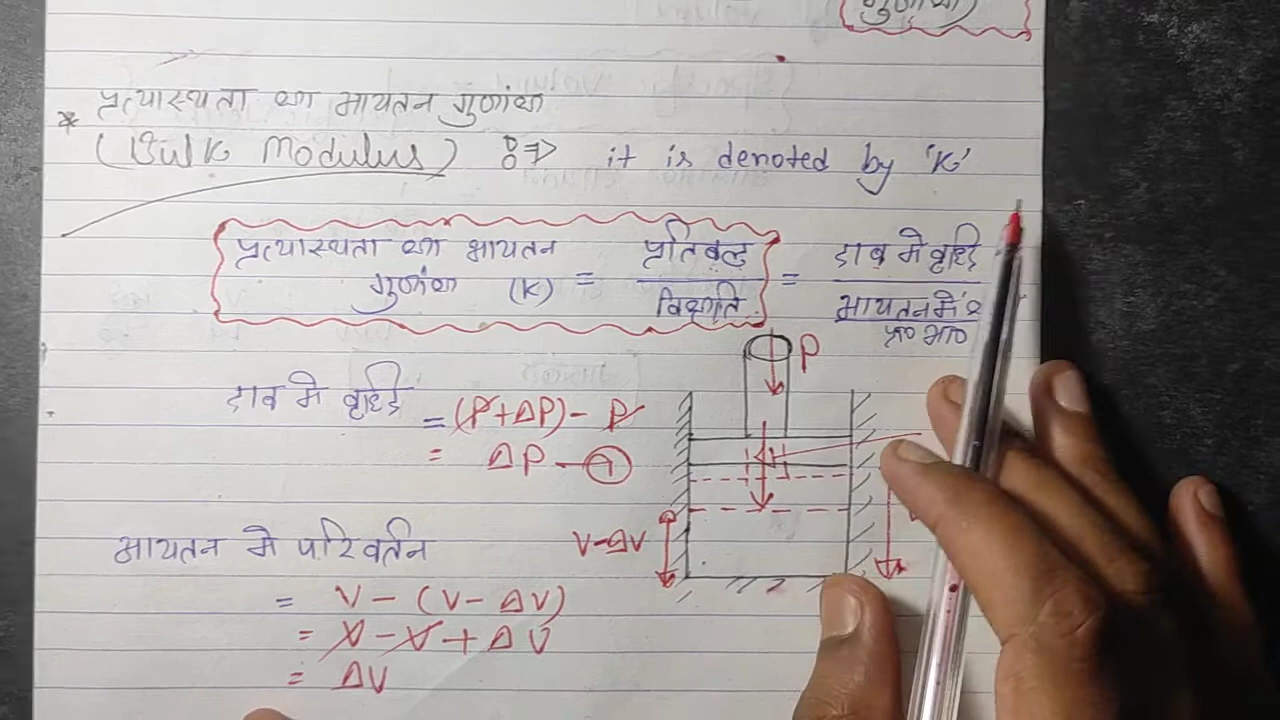 गुणांक)
* प्रत्यास्थता का आयतन गुणांक
(Bulk Modulus) :⇒ it is denoted by 'K'
प्रत्यास्थता का आयतन गुणांक (K) = प्रतिबल / विकृति = दाब मे वृद्धि / आयतन में प्र० आ०
P
दाब मे वृद्धि = (P+ΔP) - P
= ΔP —①
V-ΔV
आयतन मे परिवर्तन
= V - (V - ΔV)
= V - V + ΔV
= ΔV